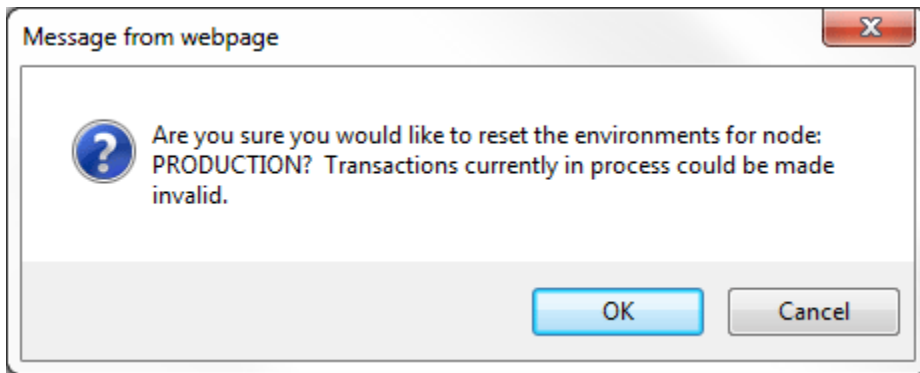 Message from webpage
Are you sure you would like to reset the environments for node:
PRODUCTION?  Transactions currently in process could be made
invalid.
OK
Cancel